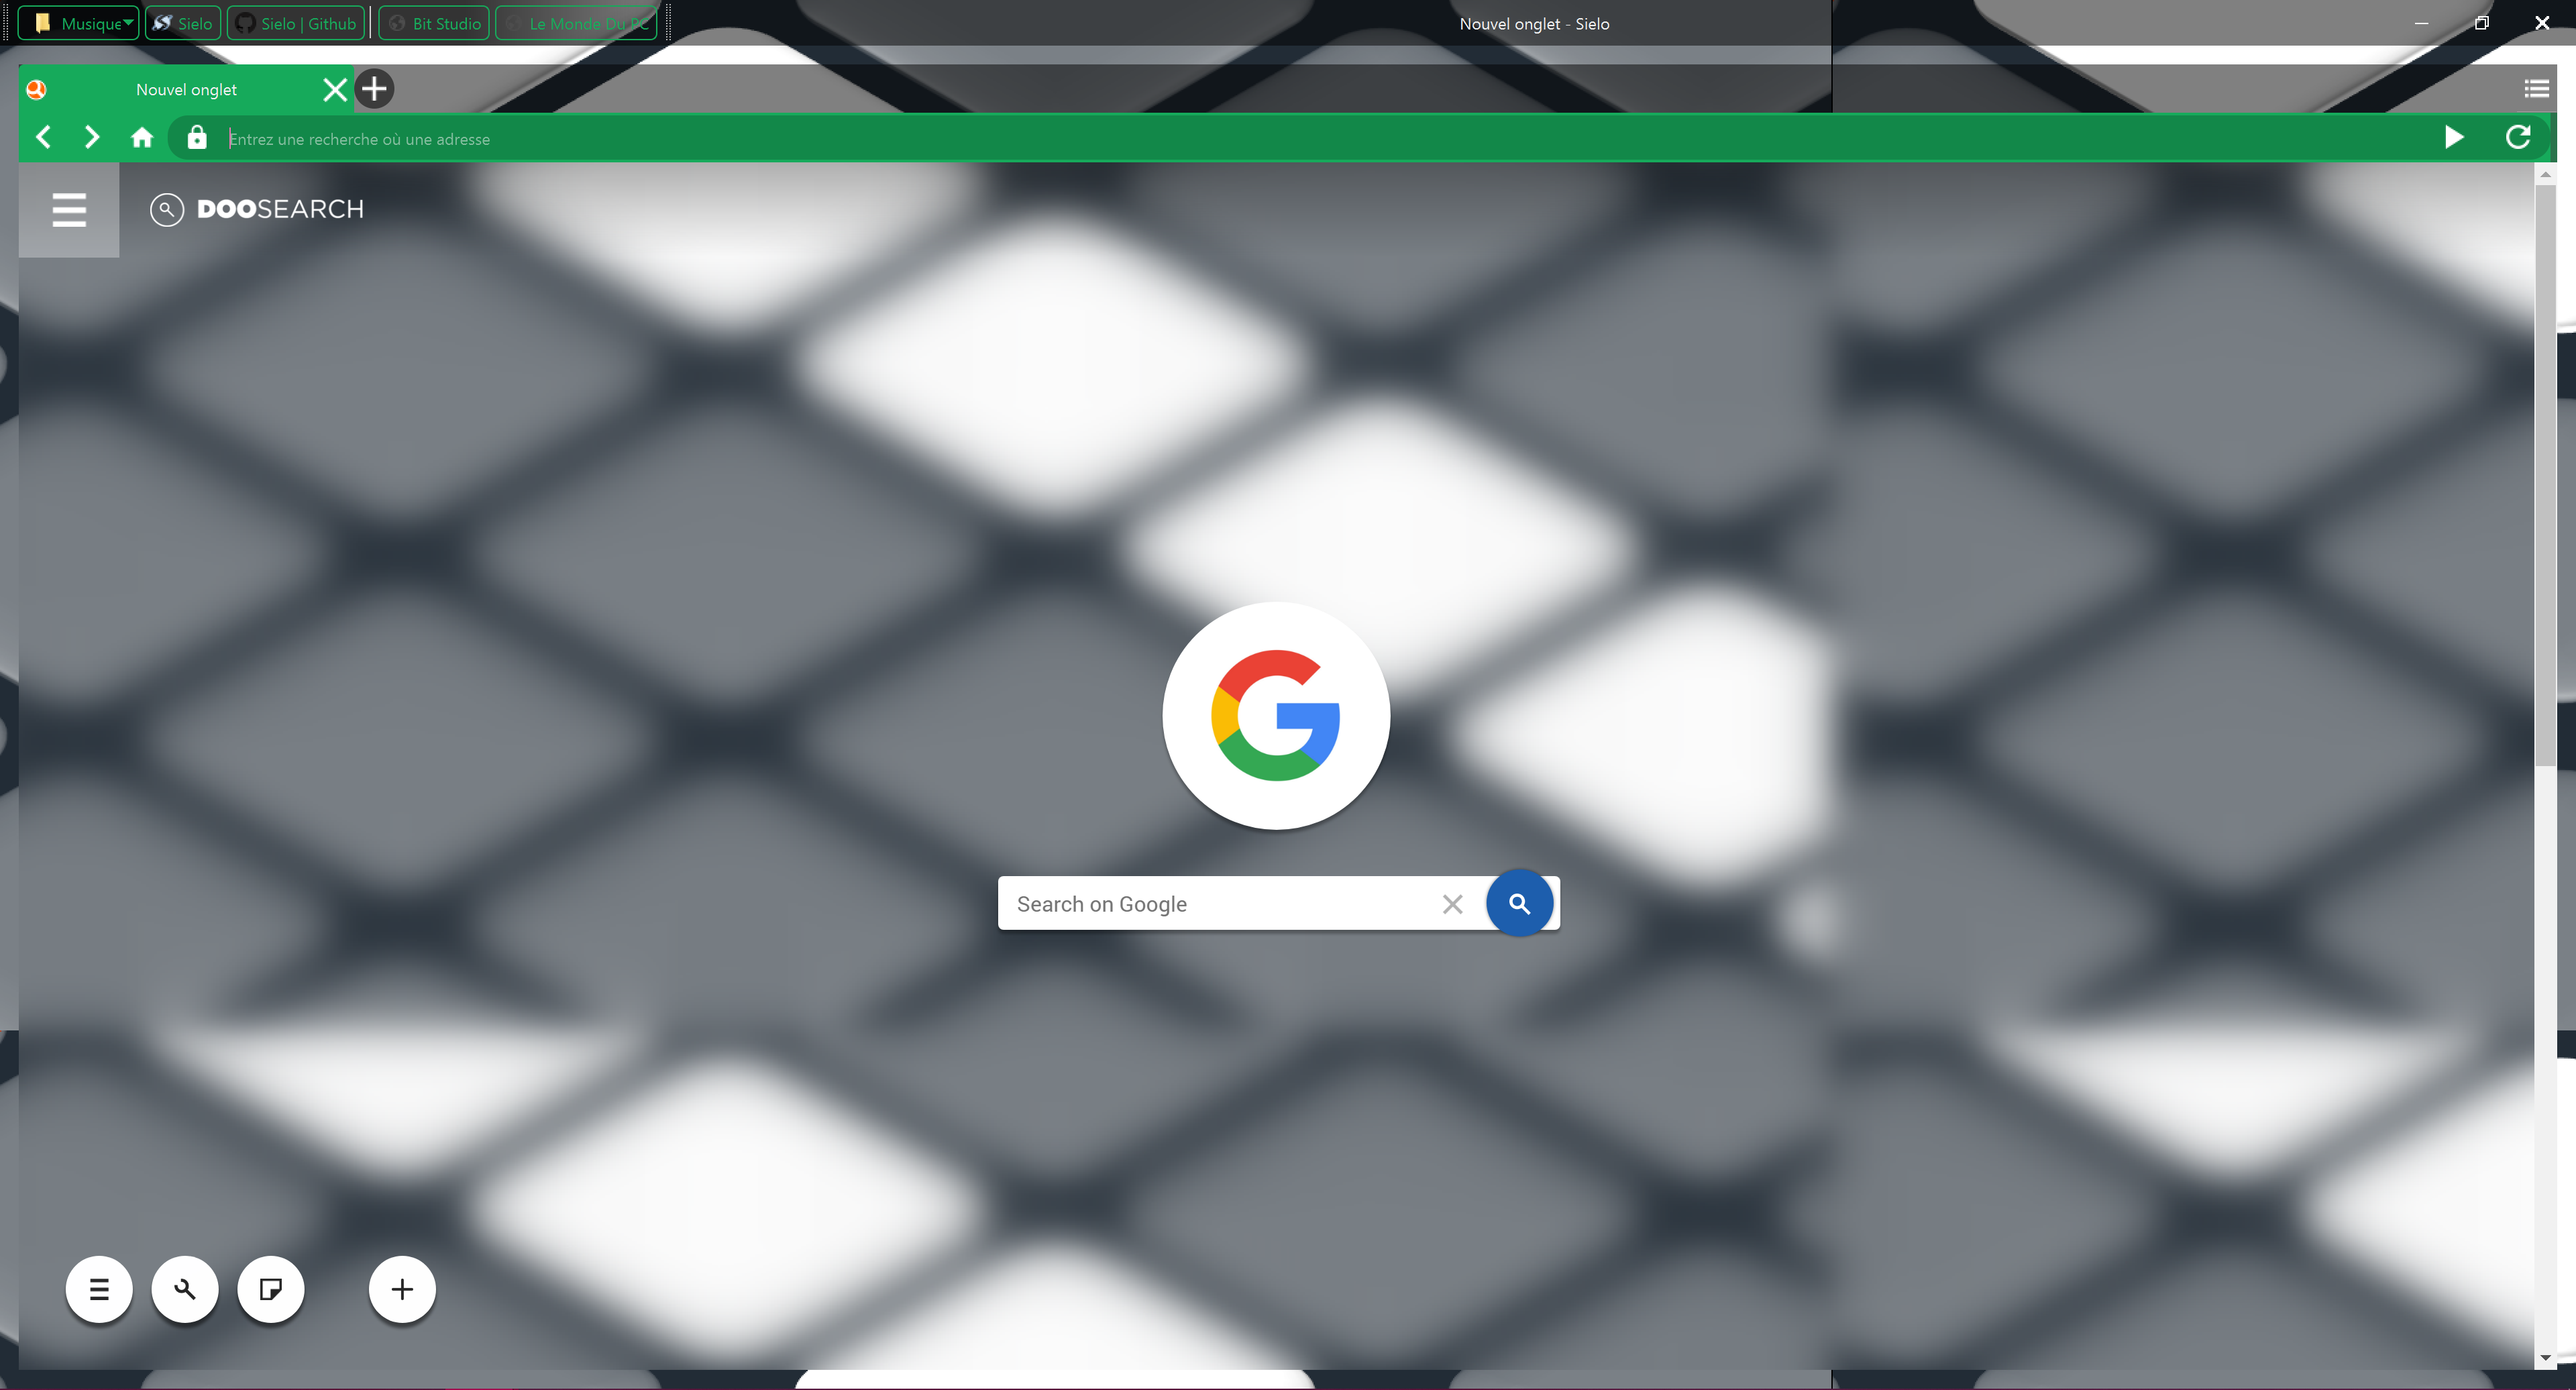 Musique
Sielo
Sielo | Github
Bit Studio
Le Monde Du PC
Nouvel onglet - Sielo
Nouvel onglet
Entrez une recherche où une adresse
DOOSEARCH
Search on Google